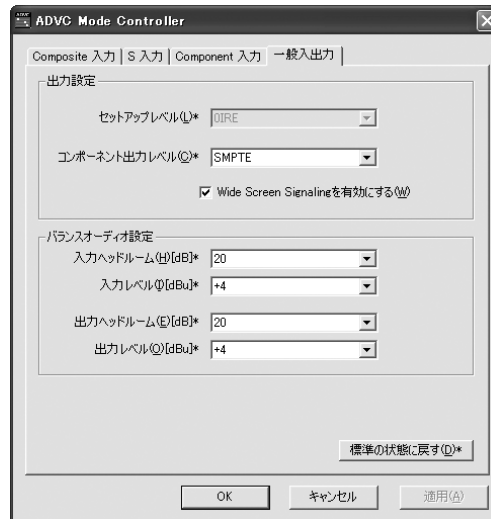 ADVC Mode Controller
Composite 入力 | S 入力 | Component 入力 一般入出力
出力設定
セットアップレベル(L)* 0IRE
コンポーネント出力レベル(C)* SMPTE
Wide Screen Signalingを有効にする(W)
バランスオーディオ設定
入力ヘッドルーム(H)[dB]* 20
入力レベル(I)[dBu]* +4
出力ヘッドルーム(E)[dB]* 20
出力レベル(O)[dBu]* +4
標準の状態に戻す(D)*
OK キャンセル 適用(A)